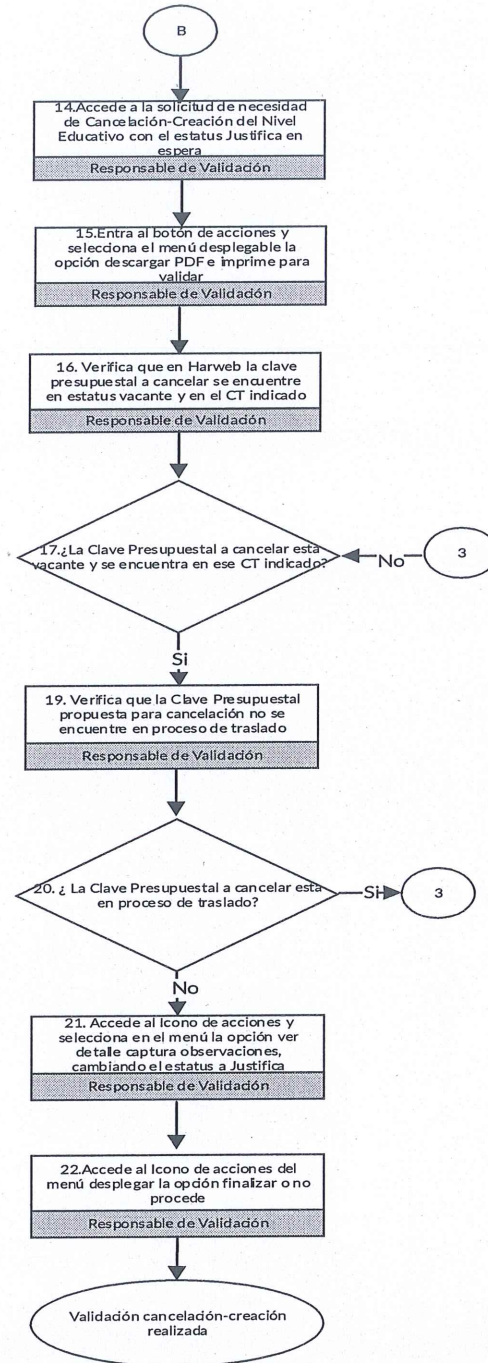 B
14.Accede a la solicitud de necesidad
de Cancelación-Creación del Nivel
Educativo con el estatus Justifica en
espera
Responsable de Validación
15.Entra al botón de acciones y
selecciona el menú desplegable la
opción descargar PDF e imprime para
validar
Responsable de Validación
16. Verifica que en Harweb la clave
presupuestal a cancelar se encuentre
en estatus vacante y en el CT indicado
Responsable de Validación
17.¿La Clave Presupuestal a cancelar esta
vacante y se encuentra en ese CT indicado?
No
3
Si
19. Verifica que la Clave Presupuestal
propuesta para cancelación no se
encuentre en proceso de traslado
Responsable de Validación
20. ¿ La Clave Presupuestal a cancelar esta
en proceso de traslado?
Si
3
No
21. Accede al Icono de acciones y
selecciona en el menú la opción ver
detalle captura observaciones,
cambiando el estatus a Justifica
Responsable de Validación
22.Accede al Icono de acciones del
menú desplegar la opción finalizar o no
procede
Responsable de Validación
Validación cancelación-creación
realizada